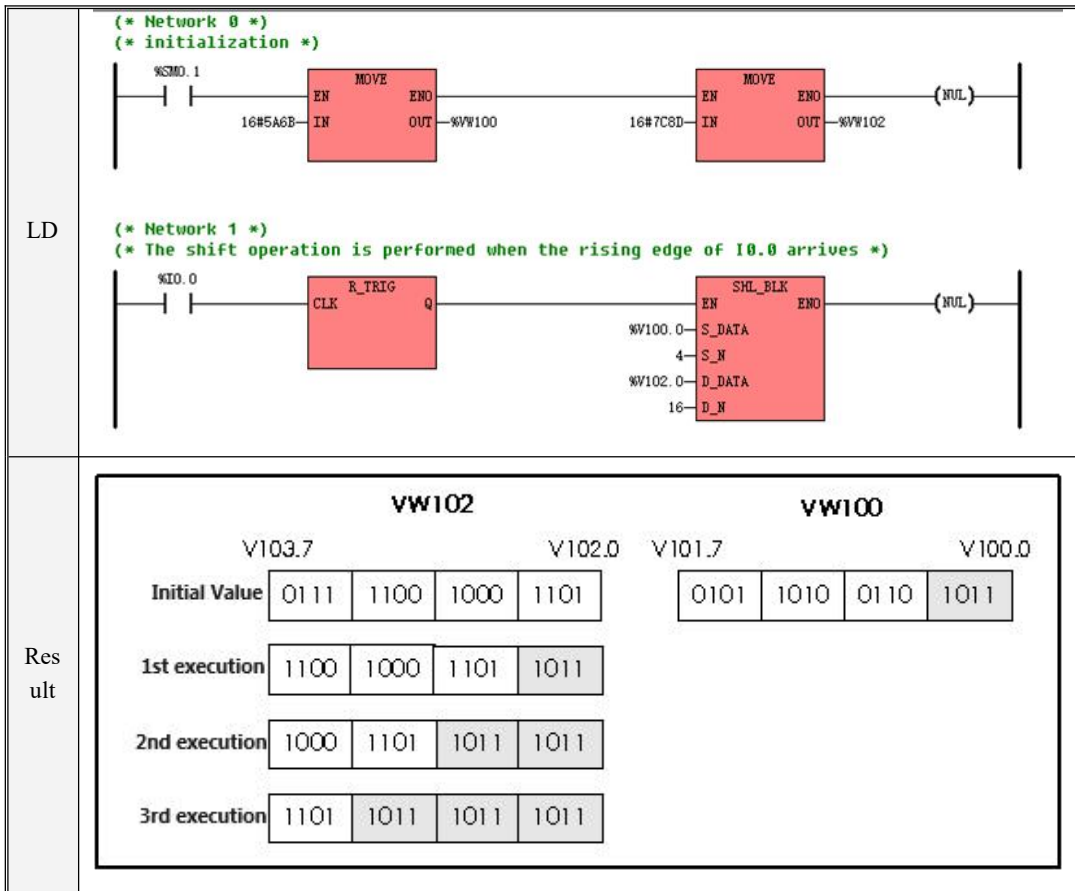 LD
(* Network 0 *)
(* initialization *)
%SM0.1
MOVE
MOVE
EN ENO
EN ENO
(NUL)
16#5A6B IN OUT %VW100
16#7C8D IN OUT %VW102
(* Network 1 *)
(* The shift operation is performed when the rising edge of I0.0 arrives *)
%I0.0
R_TRIG
SHL_BLK
CLK Q
EN ENO
(NUL)
%V100.0 S_DATA
4 S_N
%V102.0 D_DATA
16 D_N
Res
ult
VW102 VW100
V103.7 V102.0 V101.7 V100.0
Initial Value 0111 1100 1000 1101 0101 1010 0110 1011
1st execution 1100 1000 1101 1011
2nd execution 1000 1101 1011 1011
3rd execution 1101 1011 1011 1011